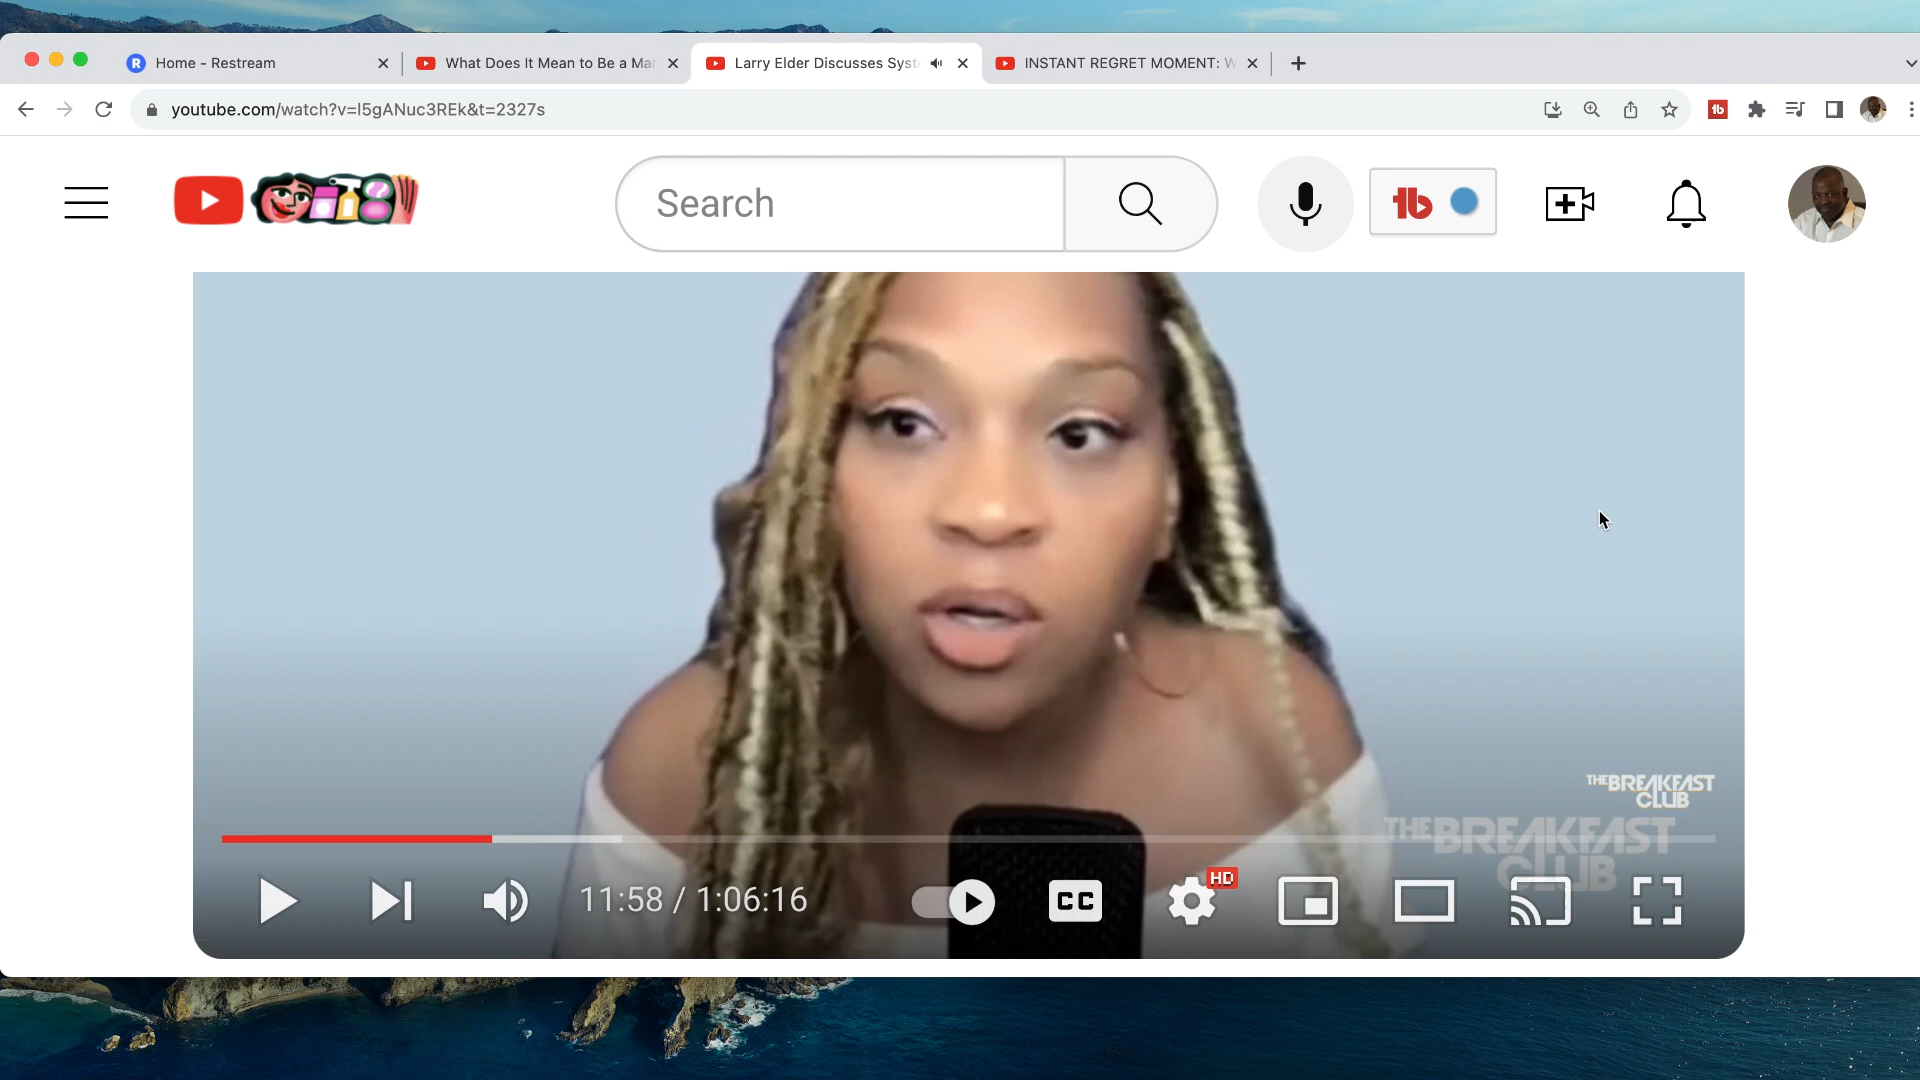 Home - Restream
What Does It Mean to Be a Mar
Larry Elder Discusses Syst
INSTANT REGRET MOMENT: W
youtube.com/watch?v=I5gANuc3REk&t=2327s
Search
THE BREAKFAST
CLUB
THE BREAKFAST
CLUB
11:58 / 1:06:16
CC
HD